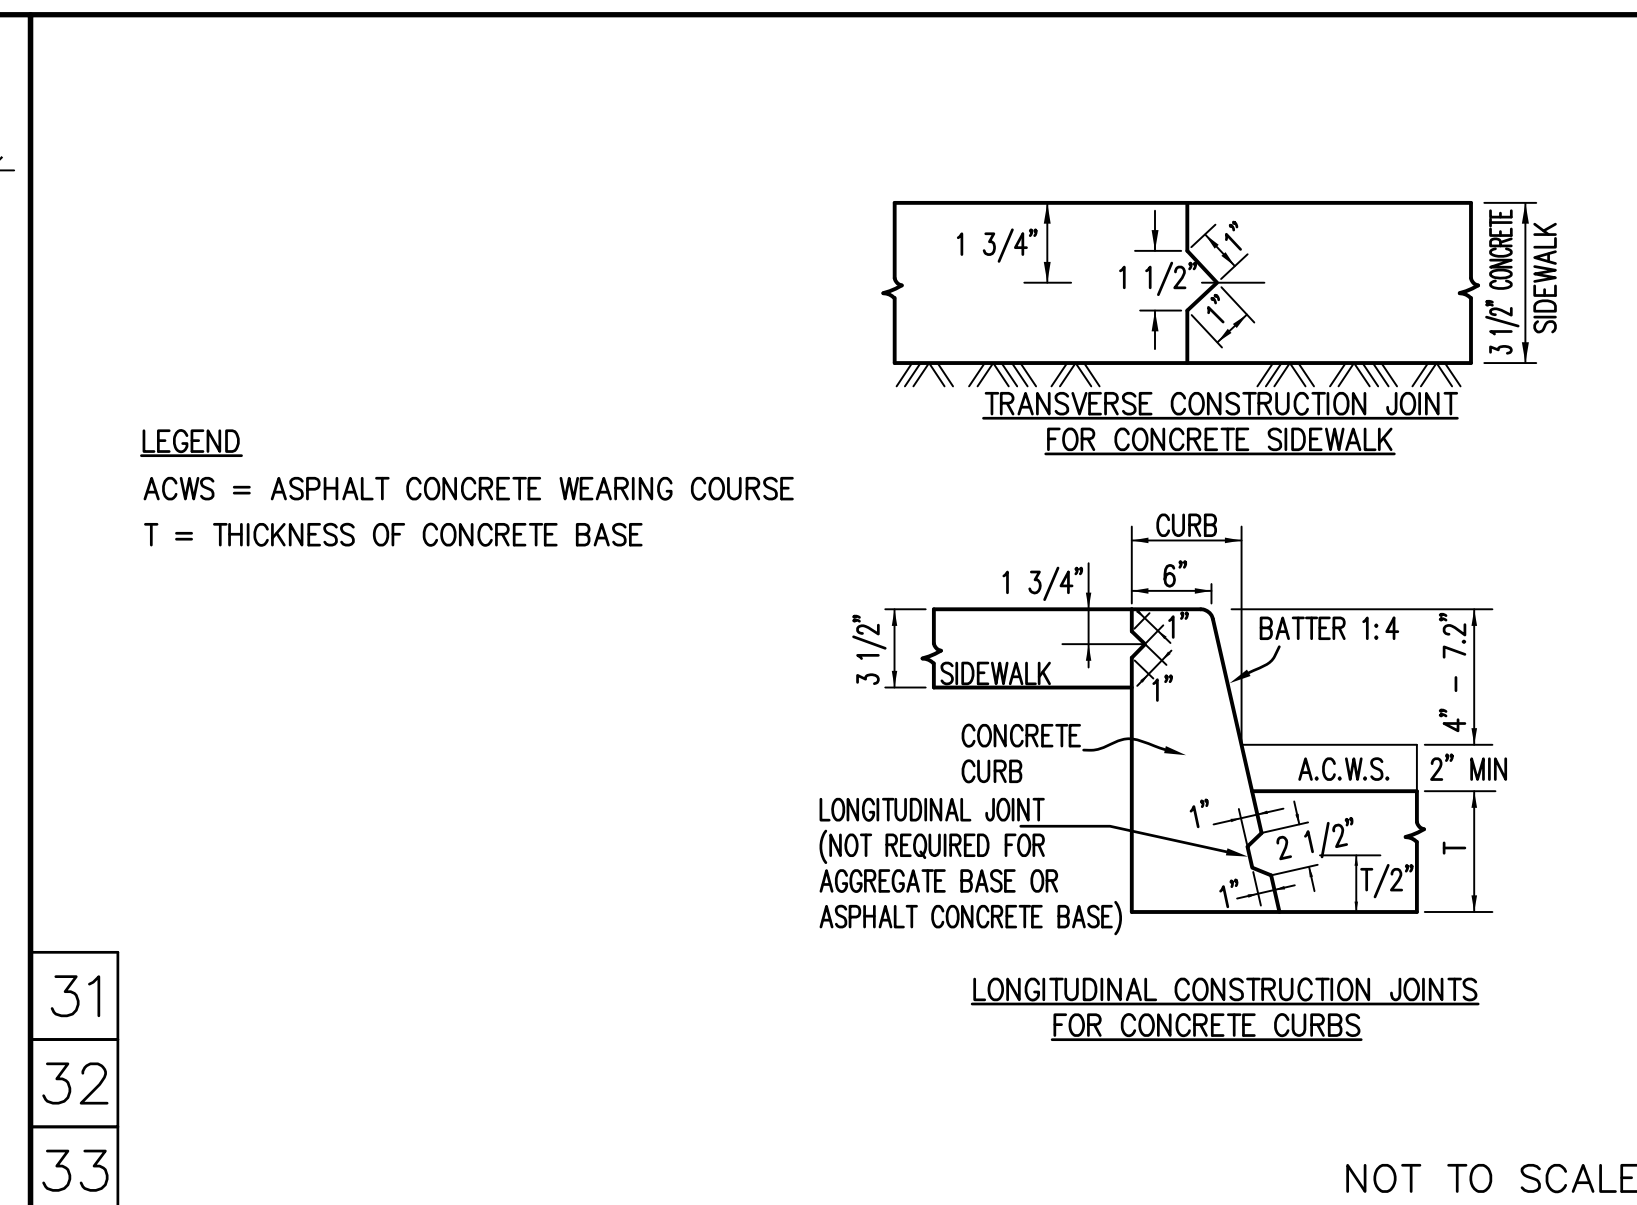 1 3/4"
1 1/2"
1"
1"
3 1/2" CONCRETE
SIDEWALK
TRANSVERSE CONSTRUCTION JOINT
FOR CONCRETE SIDEWALK
LEGEND
ACWS = ASPHALT CONCRETE WEARING COURSE
T = THICKNESS OF CONCRETE BASE
CURB
6"
1 3/4"
3 1/2"
1"
1"
SIDEWALK
BATTER 1:4
4" - 7.2"
CONCRETE
CURB
A.C.W.S.
2" MIN
LONGITUDINAL JOINT
(NOT REQUIRED FOR
AGGREGATE BASE OR
ASPHALT CONCRETE BASE)
1"
2 1/2"
1"
T/2"
T
LONGITUDINAL CONSTRUCTION JOINTS
FOR CONCRETE CURBS
31
32
33
NOT TO SCALE